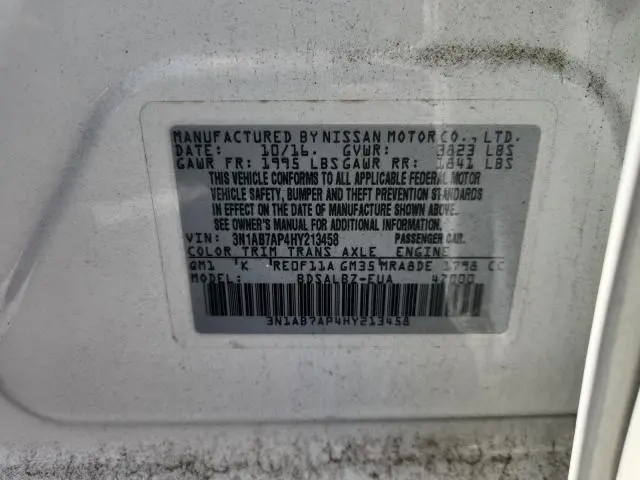 MANUFACTURED BY NISSAN MOTOR CO., LTD.
DATE: 10/16. GVWR: 3823 LBS
GAWR FR: 1995 LBS GAWR RR: 1841 LBS
THIS VEHICLE CONFORMS TO ALL APPLICABLE FEDERAL MOTOR
VEHICLE SAFETY, BUMPER AND THEFT PREVENTION STANDARDS
IN EFFECT ON THE DATE OF MANUFACTURE SHOWN ABOVE.
SEE OWNER'S MANUAL FOR ADDITIONAL INFORMATION.
VIN: 3N1AB7AP4HY213458 PASSENGER CAR.
COLOR TRIM TRANS AXLE ENGINE
K RE0F11A GM35 MRA8DE 1798 CC
MODEL: BDSALBZ-EUA
3N1AB7AP4HY213458